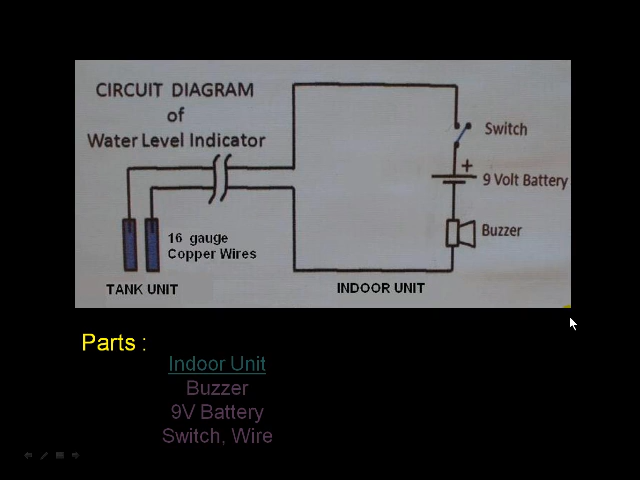 CIRCUIT DIAGRAM
of
Water Level Indicator
Switch
+
9 Volt Battery
Buzzer
16 gauge
Copper Wires
TANK UNIT
INDOOR UNIT
Parts :
Indoor Unit
Buzzer
9V Battery
Switch, Wire